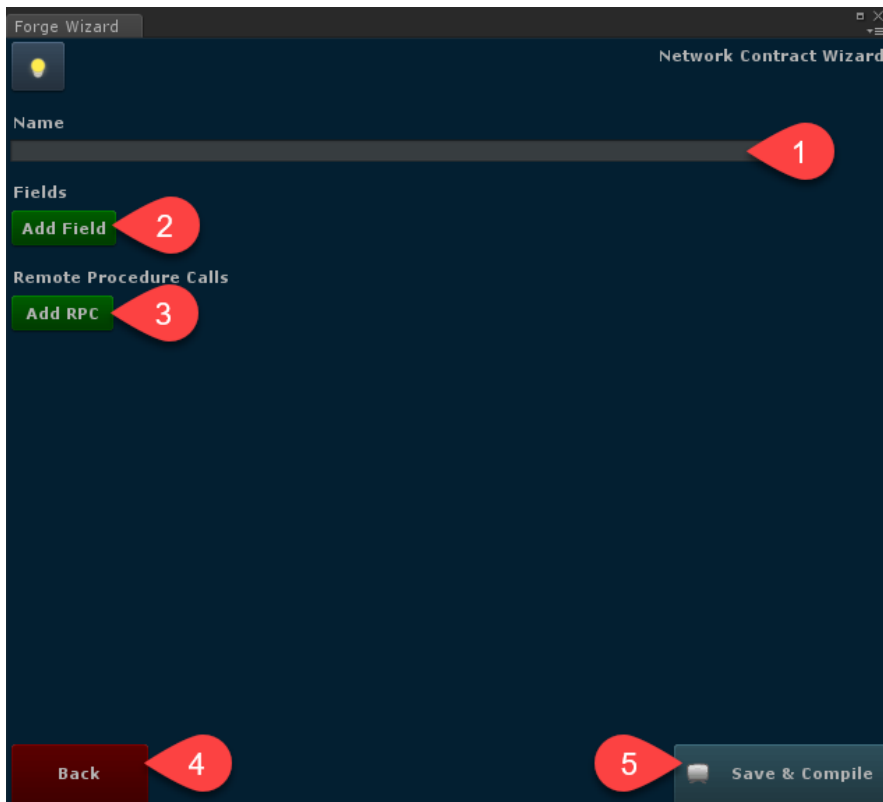 Forge Wizard
Network Contract Wizard
Name
1
Fields
Add Field 2
Remote Procedure Calls
Add RPC 3
Back 4 5 Save & Compile